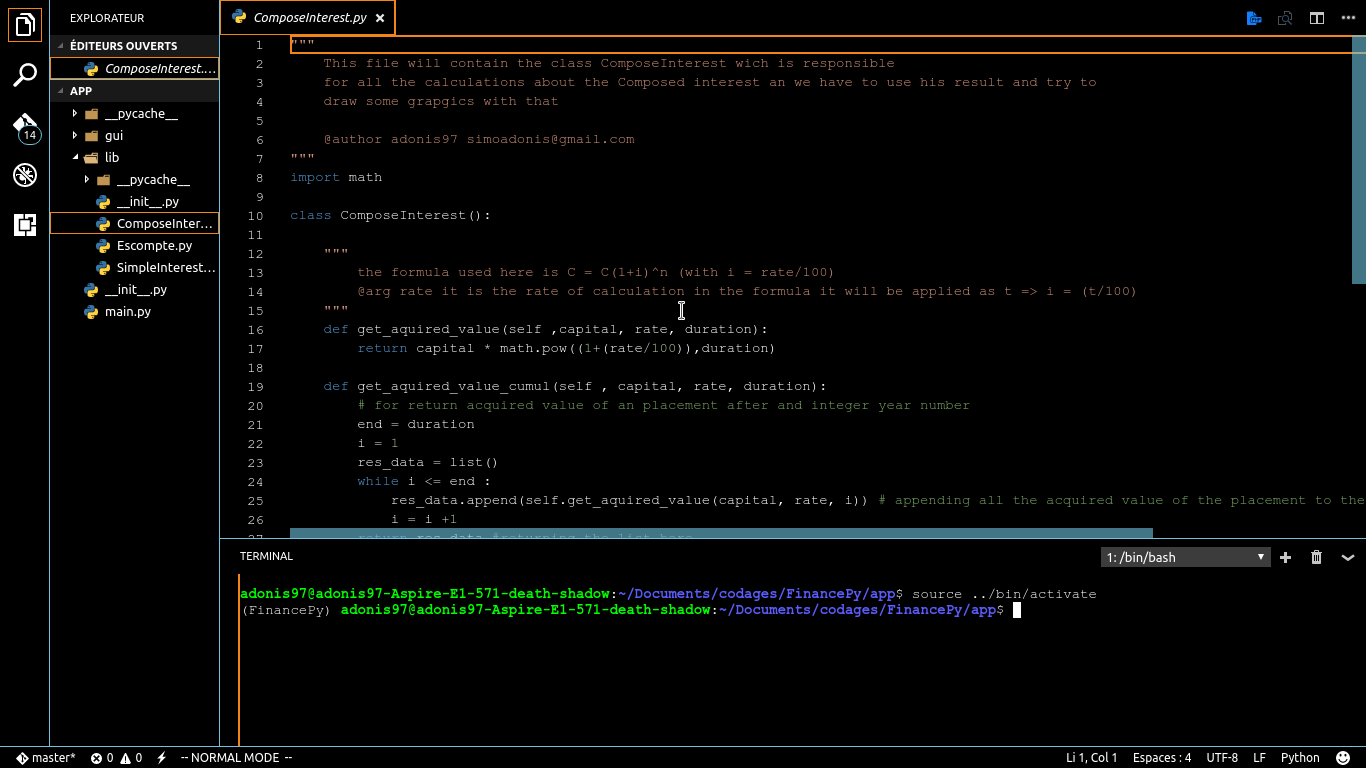 EXPLORATEUR
ÉDITEURS OUVERTS
ComposeInterest....
APP
__pycache__
gui
lib
__pycache__
__init__.py
ComposeInter...
Escompte.py
SimpleInterest...
__init__.py
main.py
14
ComposeInterest.py ×
1 """
2 This file will contain the class ComposeInterest wich is responsible
3 for all the calculations about the Composed interest an we have to use his result and try to
4 draw some grapgics with that
5
6 @author adonis97 simoadonis@gmail.com
7 """
8 import math
9
10 class ComposeInterest():
11
12 """
13 the formula used here is C = C(1+i)^n (with i = rate/100)
14 @arg rate it is the rate of calculation in the formula it will be applied as t => i = (t/100)
15 """
16 def get_aquired_value(self ,capital, rate, duration):
17 return capital * math.pow((1+(rate/100)),duration)
18
19 def get_aquired_value_cumul(self , capital, rate, duration):
20 # for return acquired value of an placement after and integer year number
21 end = duration
22 i = 1
23 res_data = list()
24 while i <= end :
25 res_data.append(self.get_aquired_value(capital, rate, i)) # appending all the acquired value of the placement to the
26 i = i +1
27 return res_data #returning the list here
TERMINAL
1: /bin/bash
adonis97@adonis97-Aspire-E1-571-death-shadow:~/Documents/codages/FinancePy/app$ source ../bin/activate
(FinancePy) adonis97@adonis97-Aspire-E1-571-death-shadow:~/Documents/codages/FinancePy/app$
master* 0 0 -- NORMAL MODE -- Li 1, Col 1 Espaces : 4 UTF-8 LF Python